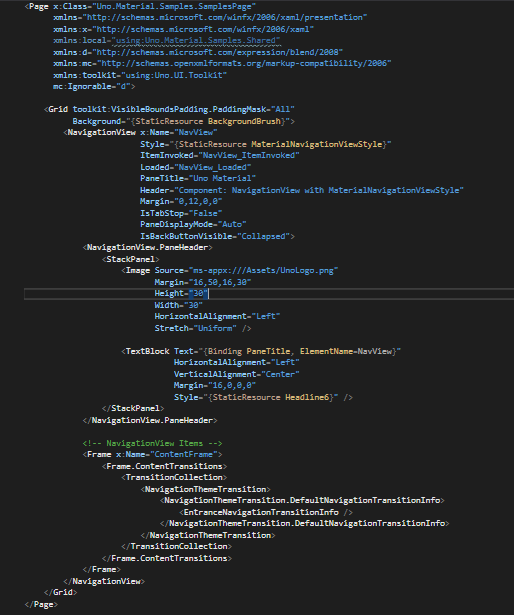 <Page x:Class="Uno.Material.Samples.SamplesPage"
xmlns="http://schemas.microsoft.com/winfx/2006/xaml/presentation"
xmlns:x="http://schemas.microsoft.com/winfx/2006/xaml"
xmlns:local="using:Uno.Material.Samples.Shared"
xmlns:d="http://schemas.microsoft.com/expression/blend/2008"
xmlns:mc="http://schemas.openxmlformats.org/markup-compatibility/2006"
xmlns:toolkit="using:Uno.UI.Toolkit"
mc:Ignorable="d">
<Grid toolkit:VisibleBoundsPadding.PaddingMask="All"
Background="{StaticResource BackgroundBrush}">
<NavigationView x:Name="NavView"
Style="{StaticResource MaterialNavigationViewStyle}"
ItemInvoked="NavView_ItemInvoked"
Loaded="NavView_Loaded"
PaneTitle="Uno Material"
Header="Component: NavigationView with MaterialNavigationViewStyle"
Margin="0,12,0,0"
IsTabStop="False"
PaneDisplayMode="Auto"
IsBackButtonVisible="Collapsed">
<NavigationView.PaneHeader>
<StackPanel>
<Image Source="ms-appx:///Assets/UnoLogo.png"
Margin="16,50,16,30"
Height="30"
Width="30"
HorizontalAlignment="Left"
Stretch="Uniform" />
<TextBlock Text="{Binding PaneTitle, ElementName=NavView}"
HorizontalAlignment="Left"
VerticalAlignment="Center"
Margin="16,0,0,0"
Style="{StaticResource Headline6}" />
</StackPanel>
</NavigationView.PaneHeader>
<!-- NavigationView Items -->
<Frame x:Name="ContentFrame">
<Frame.ContentTransitions>
<TransitionCollection>
<NavigationThemeTransition>
<NavigationThemeTransition.DefaultNavigationTransitionInfo>
<EntranceNavigationTransitionInfo />
</NavigationThemeTransition.DefaultNavigationTransitionInfo>
</NavigationThemeTransition>
</TransitionCollection>
</Frame.ContentTransitions>
</Frame>
</NavigationView>
</Grid>
</Page>